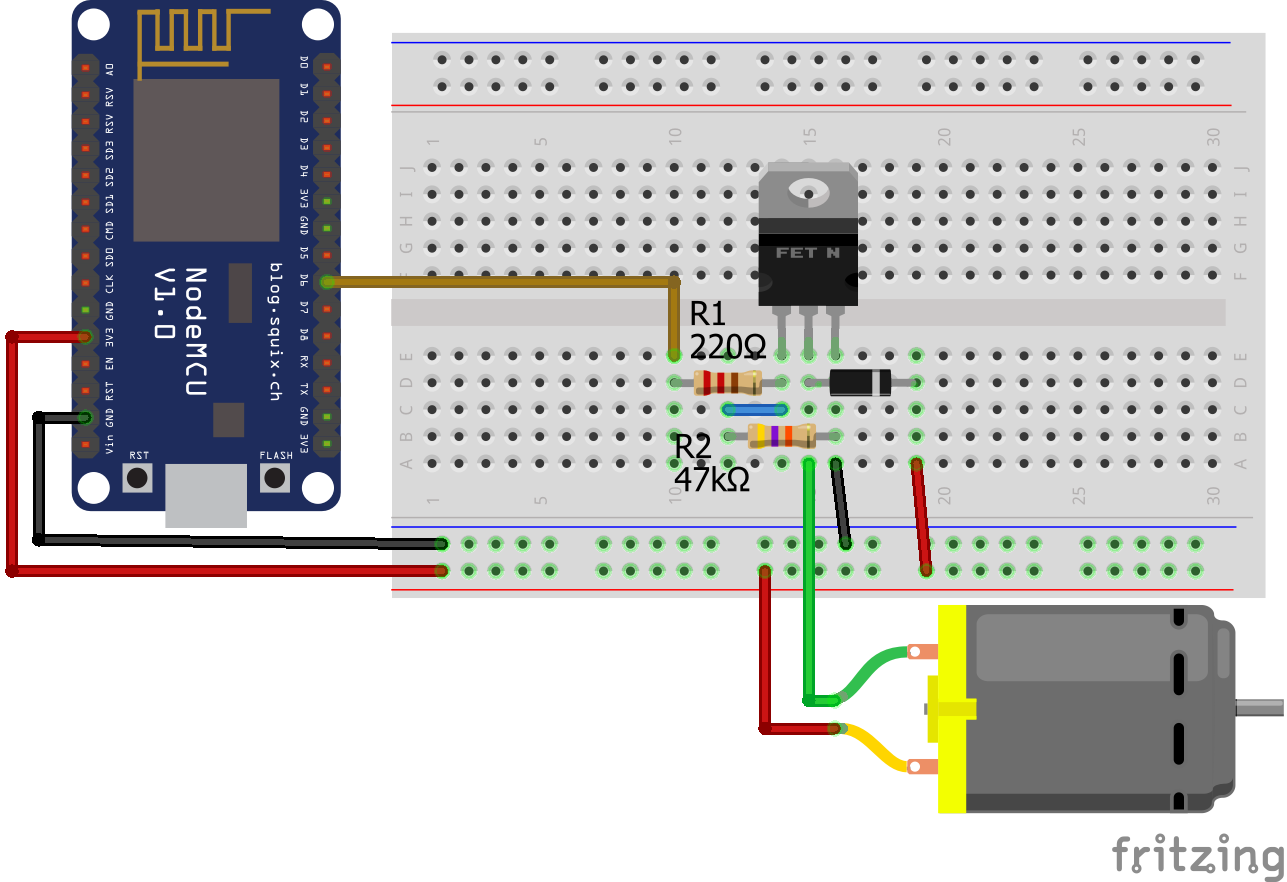 A0
RSV
RSV
SD3
SD2
SD1
CMD
SD0
CLK
GND
3V3
EN
RST
GND
Vin
D0
D1
D2
D3
D4
3V3
GND
D5
D6
D7
D8
RX
TX
GND
3V3
NodeMCU
V1.0
blog.squix.ch
RST
FLASH
1 5 10 15 20 25 30
J J
I I
H H
G G
F F
FET N
R1
220Ω
E E
D D
C C
B B
A A
R2
47kΩ
1 5 10 20 25 30
fritzing